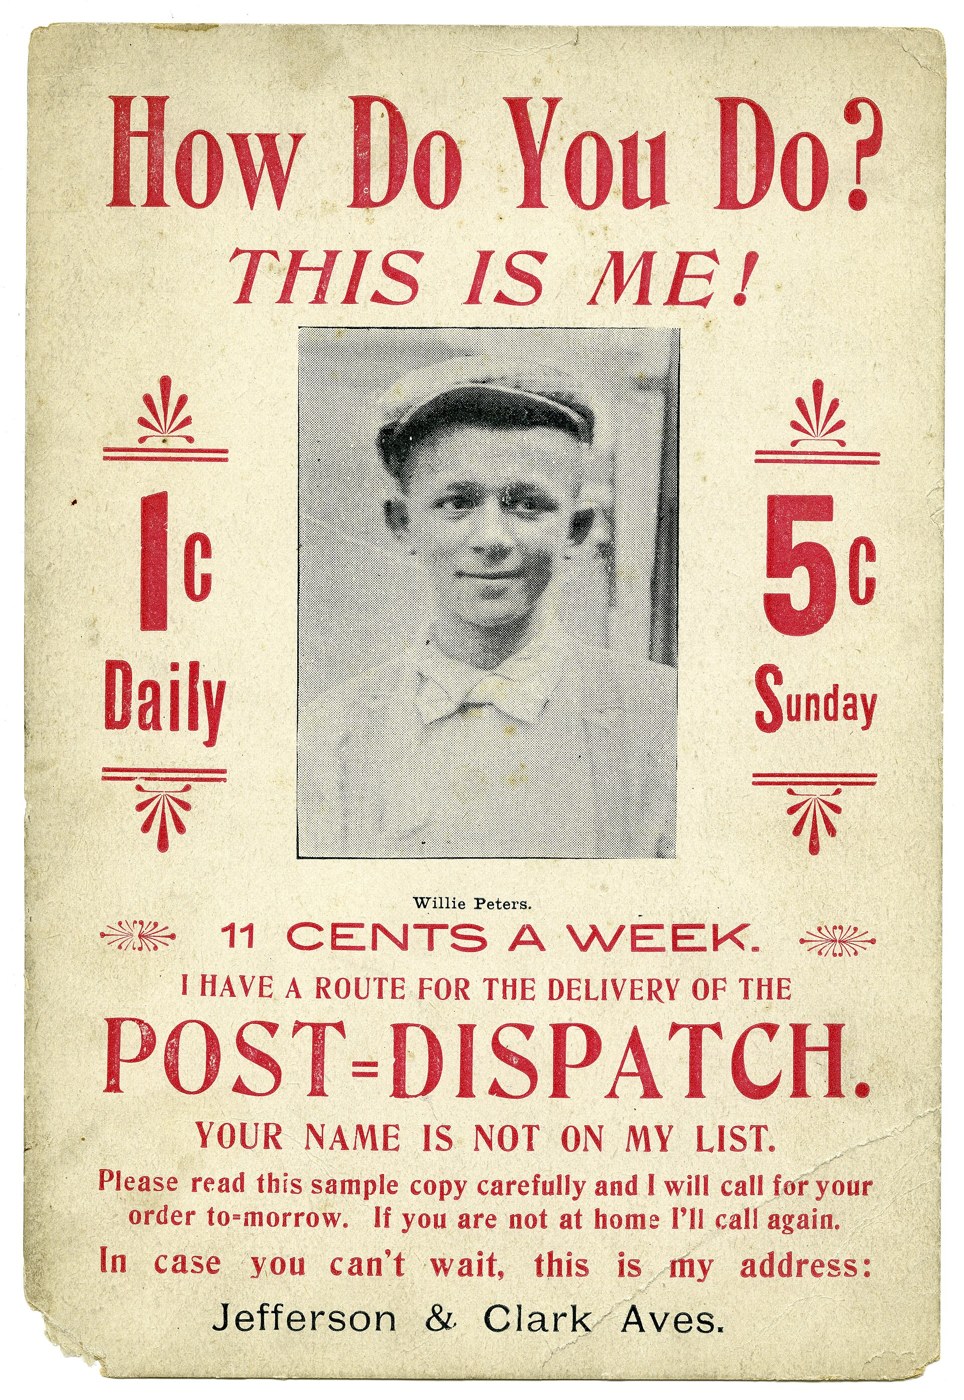 How Do You Do?
THIS IS ME!
1c
Daily
5c
Sunday
Willie Peters.
11 CENTS A WEEK.
I HAVE A ROUTE FOR THE DELIVERY OF THE
POST=DISPATCH.
YOUR NAME IS NOT ON MY LIST.
Please read this sample copy carefully and I will call for your
order to=morrow. If you are not at home I'll call again.
In case you can't wait, this is my address:
Jefferson & Clark Aves.